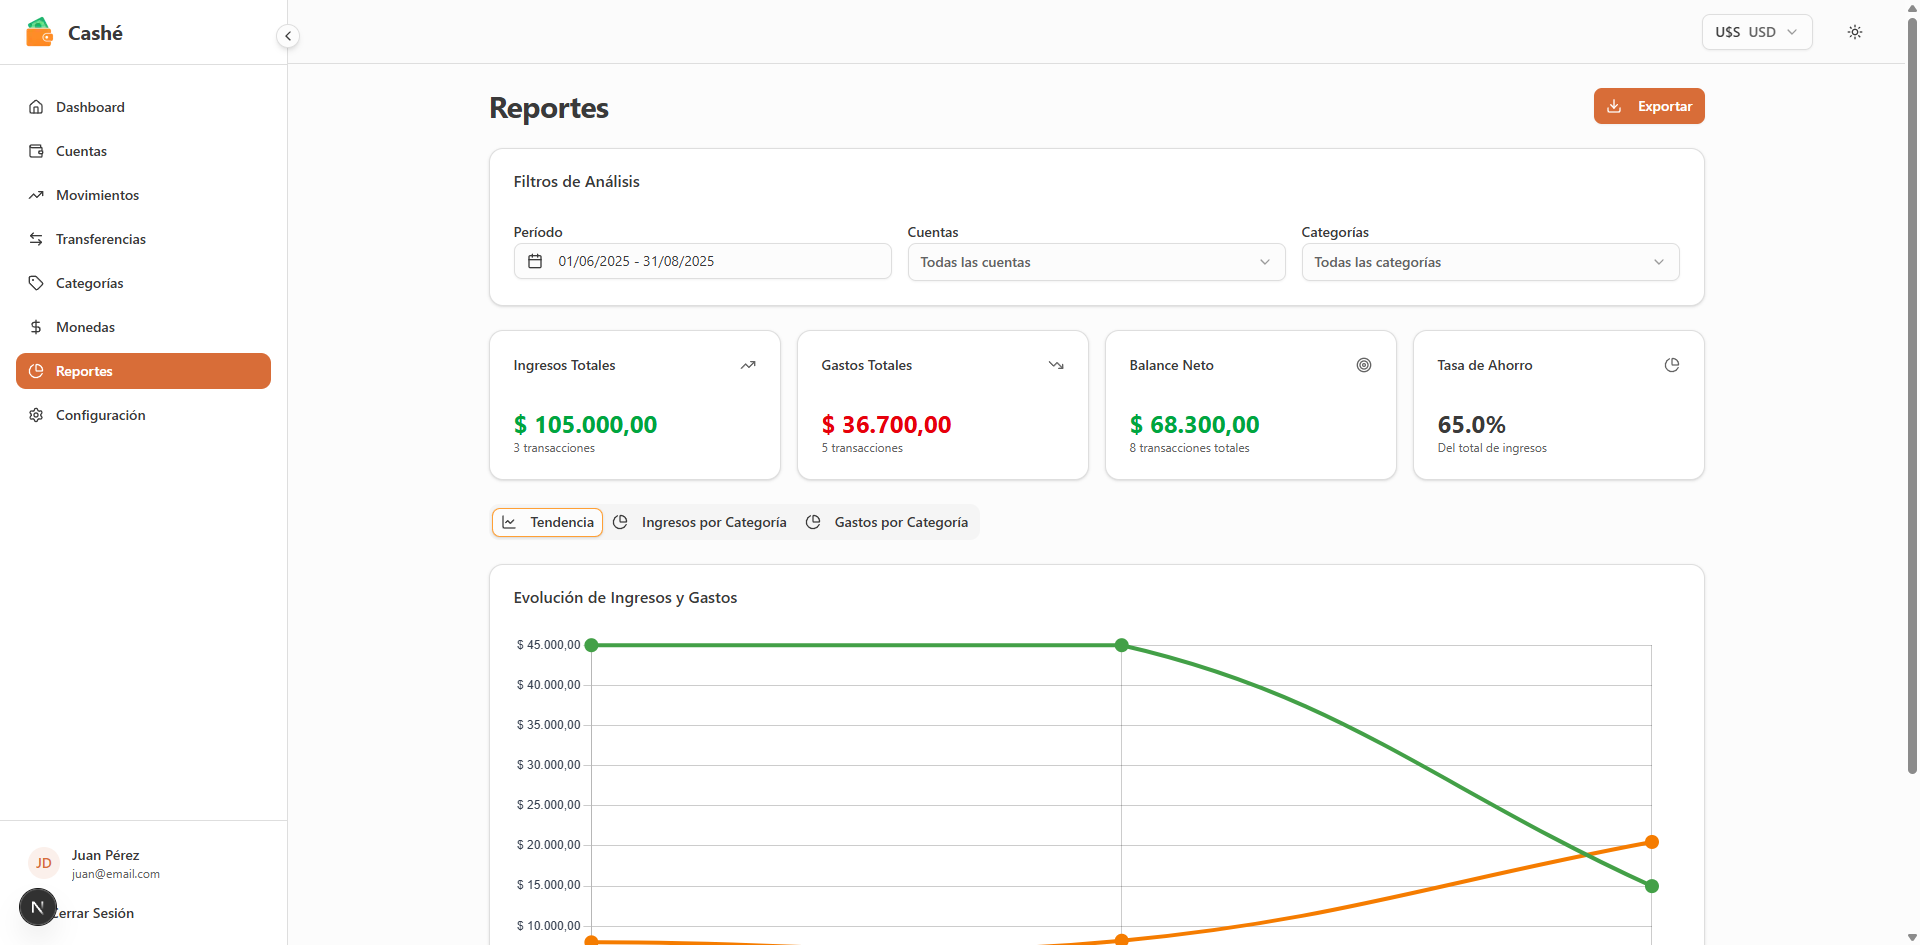 Cashé
U$S USD
Dashboard
Cuentas
Movimientos
Transferencias
Categorías
Monedas
Reportes
Configuración
Juan Pérez
JD
juan@email.com
N
errar Sesión
Reportes
Exportar
Filtros de Análisis
Período
Cuentas
Categorías
01/06/2025 - 31/08/2025
Todas las cuentas
Todas las categorías
Ingresos Totales
$ 105.000,00
3 transacciones
Gastos Totales
$ 36.700,00
5 transacciones
Balance Neto
$ 68.300,00
8 transacciones totales
Tasa de Ahorro
65.0%
Del total de ingresos
Tendencia
Ingresos por Categoría
Gastos por Categoría
Evolución de Ingresos y Gastos
$ 45.000,00
$ 40.000,00
$ 35.000,00
$ 30.000,00
$ 25.000,00
$ 20.000,00
$ 15.000,00
$ 10.000,00